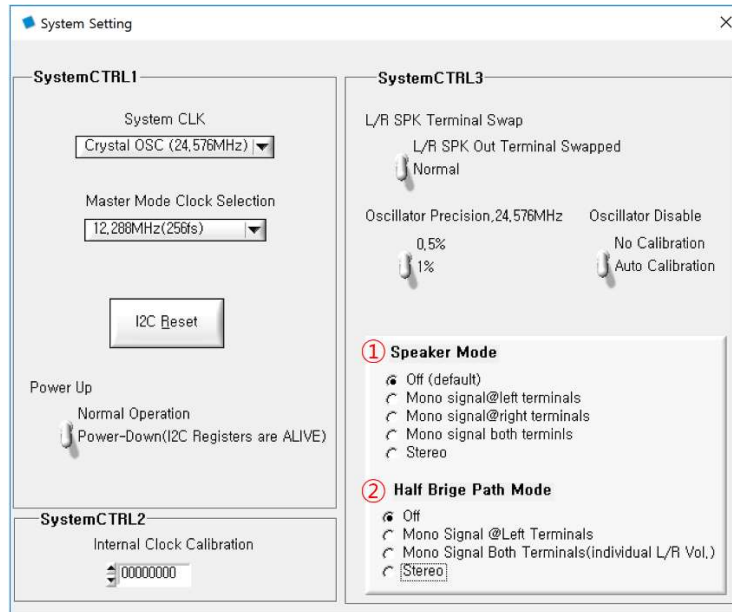 System Setting
SystemCTRL1
System CLK
Crystal OSC (24,576MHz)
Master Mode Clock Selection
12,288MHz(256fs)
I2C Reset
Power Up
Normal Operation
Power-Down(I2C Registers are ALIVE)
SystemCTRL2
Internal Clock Calibration
00000000
SystemCTRL3
L/R SPK Terminal Swap
L/R SPK Out Terminal Swapped
Normal
Oscillator Precision,24,576MHz
0,5%
1%
Oscillator Disable
No Calibration
Auto Calibration
① Speaker Mode
Off (default)
Mono signal@left terminals
Mono signal@right terminals
Mono signal both terminls
Stereo
② Half Brige Path Mode
Off
Mono Signal @Left Terminals
Mono Signal Both Terminals(individual L/R Vol,)
Stereo